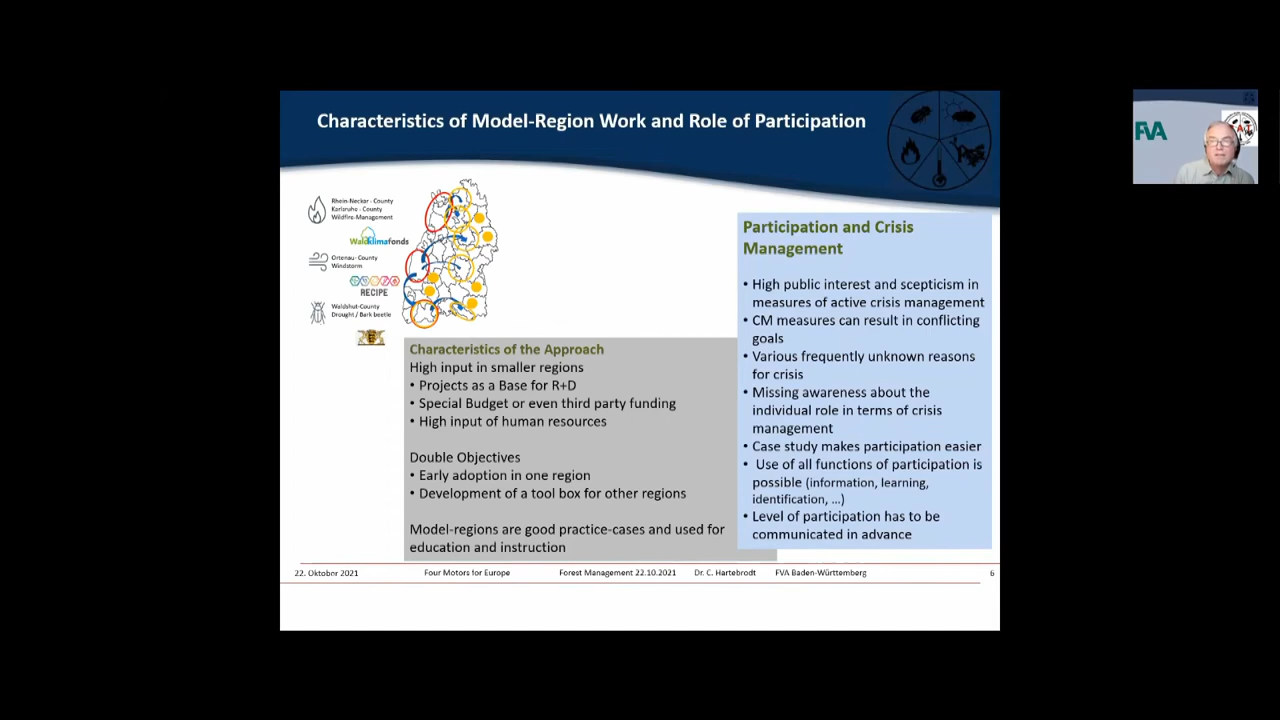 Characteristics of Model-Region Work and Role of Participation
FVA
Rhein-Neckar - County
Karlsruhe - County
Wildfire-Management
Waldklimafonds
Ortenau- County
Windstorm
RECIPE
Waldshut-County
Drought / Bark beetle
Characteristics of the Approach
High input in smaller regions
• Projects as a Base for R+D
• Special Budget or even third party funding
• High input of human resources
Double Objectives
• Early adoption in one region
• Development of a tool box for other regions
Model-regions are good practice-cases and used for
education and instruction
Participation and Crisis
Management
• High public interest and scepticism in
measures of active crisis management
• CM measures can result in conflicting
goals
• Various frequently unknown reasons
for crisis
• Missing awareness about the
individual role in terms of crisis
management
• Case study makes participation easier
• Use of all functions of participation is
possible (information, learning,
identification, ...)
• Level of participation has to be
communicated in advance
22. Oktober 2021 Four Motors for Europe Forest Management 22.10.2021 Dr. C. Hartebrodt FVA Baden-Württemberg 6